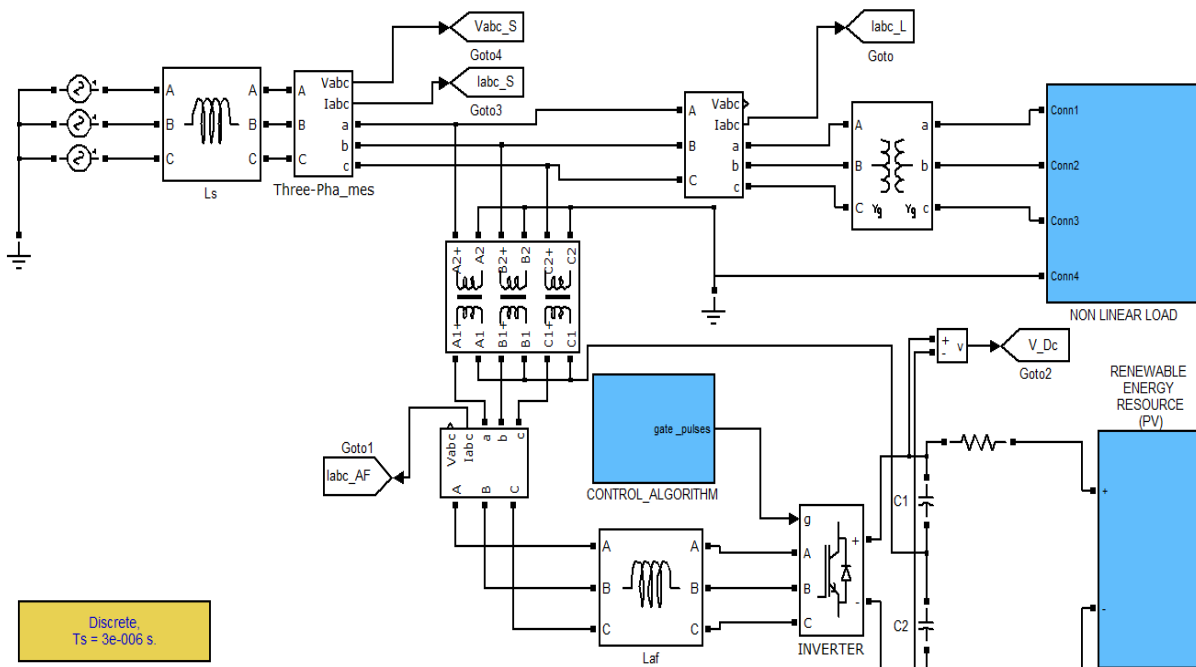 Vabc_S
Goto4
Iabc_S
Goto3
Iabc_L
Goto
A
B
C
A
B
C
Ls
A
B
C
Vabc
Iabc
a
b
c
Three-Pha_mes
A
B
C
Vabc
Iabc
a
b
c
A
B
C
a
b
c
Yg
Yg
Conn1
Conn2
Conn3
Conn4
NON LINEAR LOAD
A2+
A2
B2+
B2
C2+
C2
A1+
A1
B1+
B1
C1+
C1
+
-
v
V_Dc
Goto2
RENEWABLE
ENERGY
RESOURCE
(PV)
+
-
gate _pulses
CONTROL_ALGORITHM
Goto1
Iabc_AF
Vabc
Iabc
a
b
c
A
B
C
A
B
C
A
B
C
Laf
g
A
B
C
+
-
INVERTER
C1
C2
Discrete,
Ts = 3e-006 s.